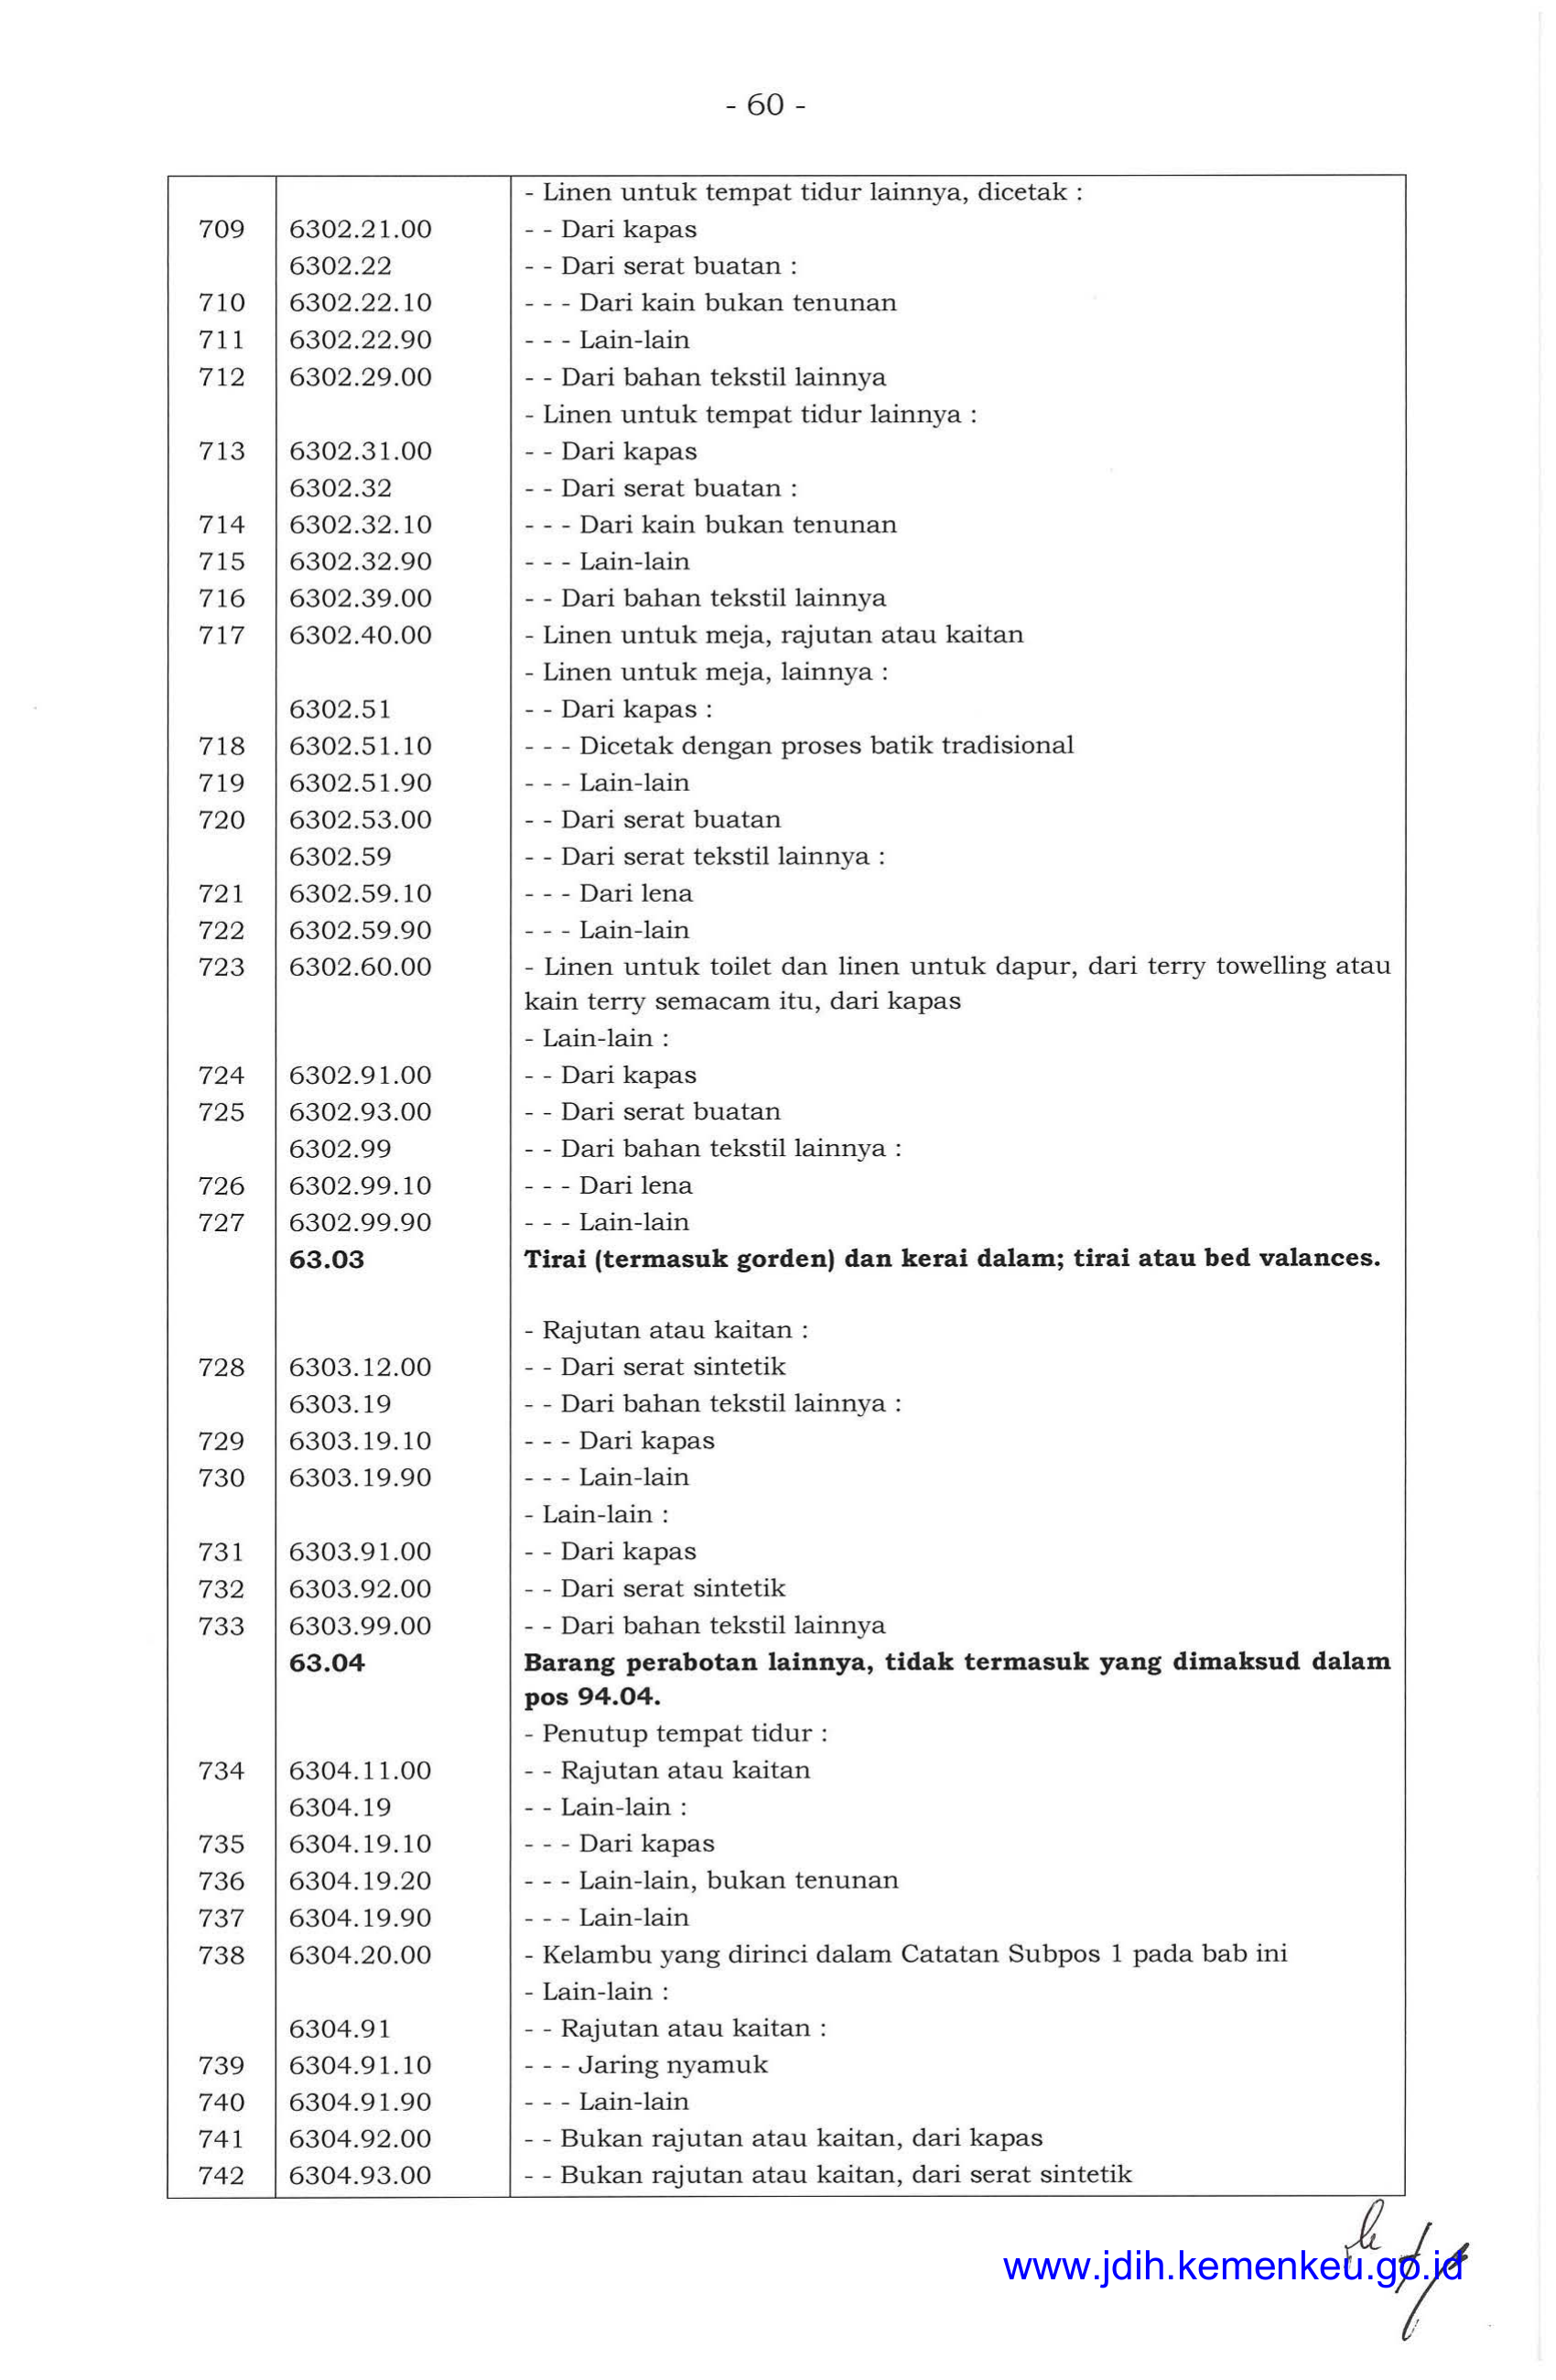 - 60 -
- Linen untuk tempat tidur lainnya, dicetak :
709 6302.21.00 - - Dari kapas
6302.22 - - Dari serat buatan :
710 6302.22.10 - - - Dari kain bukan tenunan
711 6302.22.90 - - - Lain-lain
712 6302.29.00 - - Dari bahan tekstil lainnya
- Linen untuk tempat tidur lainnya :
713 6302.31.00 - - Dari kapas
6302.32 - - Dari serat buatan :
714 6302.32.10 - - - Dari kain bukan tenunan
715 6302.32.90 - - - Lain-lain
716 6302.39.00 - - Dari bahan tekstil lainnya
717 6302.40.00 - Linen untuk meja, rajutan atau kaitan
- Linen untuk meja, lainnya :
6302.51 - - Dari kapas :
718 6302.51.10 - - - Dicetak dengan proses batik tradisional
719 6302.51.90 - - - Lain-lain
720 6302.53.00 - - Dari serat buatan
6302.59 - - Dari serat tekstil lainnya :
721 6302.59.10 - - - Dari lena
722 6302.59.90 - - - Lain-lain
723 6302.60.00 - Linen untuk toilet dan linen untuk dapur, dari terry towelling atau
kain terry semacam itu, dari kapas
- Lain-lain :
724 6302.91.00 - - Dari kapas
725 6302.93.00 - - Dari serat buatan
6302.99 - - Dari bahan tekstil lainnya :
726 6302.99.10 - - - Dari lena
727 6302.99.90 - - - Lain-lain
63.03 Tirai (termasuk gorden) dan kerai dalam; tirai atau bed valances.
- Rajutan atau kaitan :
728 6303.12.00 - - Dari serat sintetik
6303.19 - - Dari bahan tekstil lainnya :
729 6303.19.10 - - - Dari kapas
730 6303.19.90 - - - Lain-lain
- Lain-lain :
731 6303.91.00 - - Dari kapas
732 6303.92.00 - - Dari serat sintetik
733 6303.99.00 - - Dari bahan tekstil lainnya
63.04 Barang perabotan lainnya, tidak termasuk yang dimaksud dalam
pos 94.04.
- Penutup tempat tidur :
734 6304.11.00 - - Rajutan atau kaitan
6304.19 - - Lain-lain :
735 6304.19.10 - - - Dari kapas
736 6304.19.20 - - - Lain-lain, bukan tenunan
737 6304.19.90 - - - Lain-lain
738 6304.20.00 - Kelambu yang dirinci dalam Catatan Subpos 1 pada bab ini
- Lain-lain :
6304.91 - - Rajutan atau kaitan :
739 6304.91.10 - - - Jaring nyamuk
740 6304.91.90 - - - Lain-lain
741 6304.92.00 - - Bukan rajutan atau kaitan, dari kapas
742 6304.93.00 - - Bukan rajutan atau kaitan, dari serat sintetik
www.jdih.kemenkeu.go.id